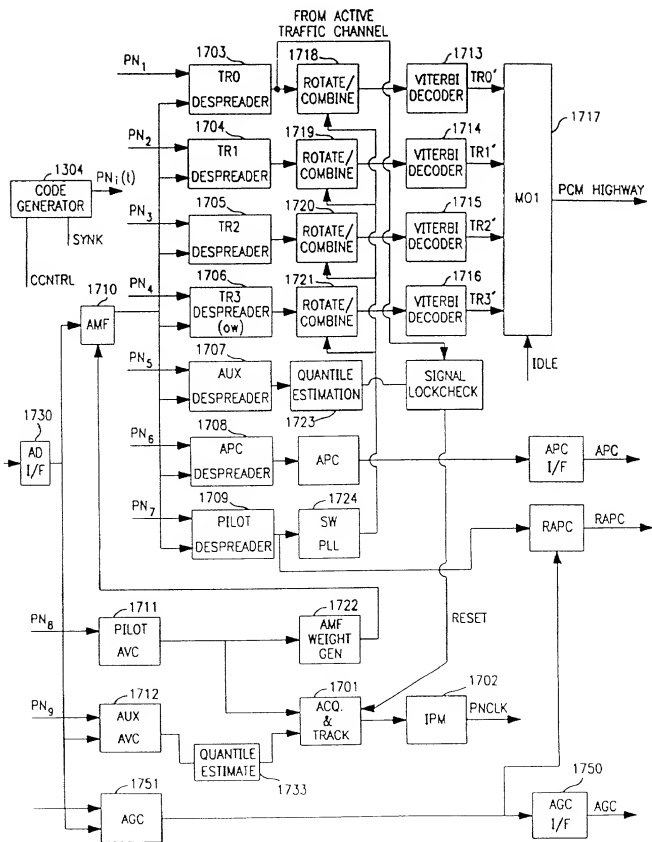 FROM ACTIVE
TRAFFIC CHANNEL
PN1
1703
TR0
DESPREADER
1718
ROTATE/
COMBINE
1713
VITERBI
DECODER
TR0′
1717
MO1
PCM HIGHWAY
IDLE
PN2
1704
TR1
DESPREADER
1719
ROTATE/
COMBINE
1714
VITERBI
DECODER
TR1′
1304
CODE
GENERATOR
PNi(t)
SYNK
CCNTRL
PN3
1705
TR2
DESPREADER
1720
ROTATE/
COMBINE
1715
VITERBI
DECODER
TR2′
PN4
1710
AMF
1706
TR3
DESPREADER
(OW)
1721
ROTATE/
COMBINE
1716
VITERBI
DECODER
TR3′
PN5
1707
AUX
DESPREADER
QUANTILE
ESTIMATION
1723
SIGNAL
LOCKCHECK
1730
AD
I/F
PN6
1708
APC
DESPREADER
APC
APC
I/F
APC
PN7
1709
PILOT
DESPREADER
1724
SW
PLL
RAPC
RAPC
PN8
1711
PILOT
AVC
1722
AMF
WEIGHT
GEN
RESET
PN9
1712
AUX
AVC
QUANTILE
ESTIMATE
1733
1701
ACQ.
&
TRACK
1702
IPM
PNCLK
1751
AGC
1750
AGC
I/F
AGC